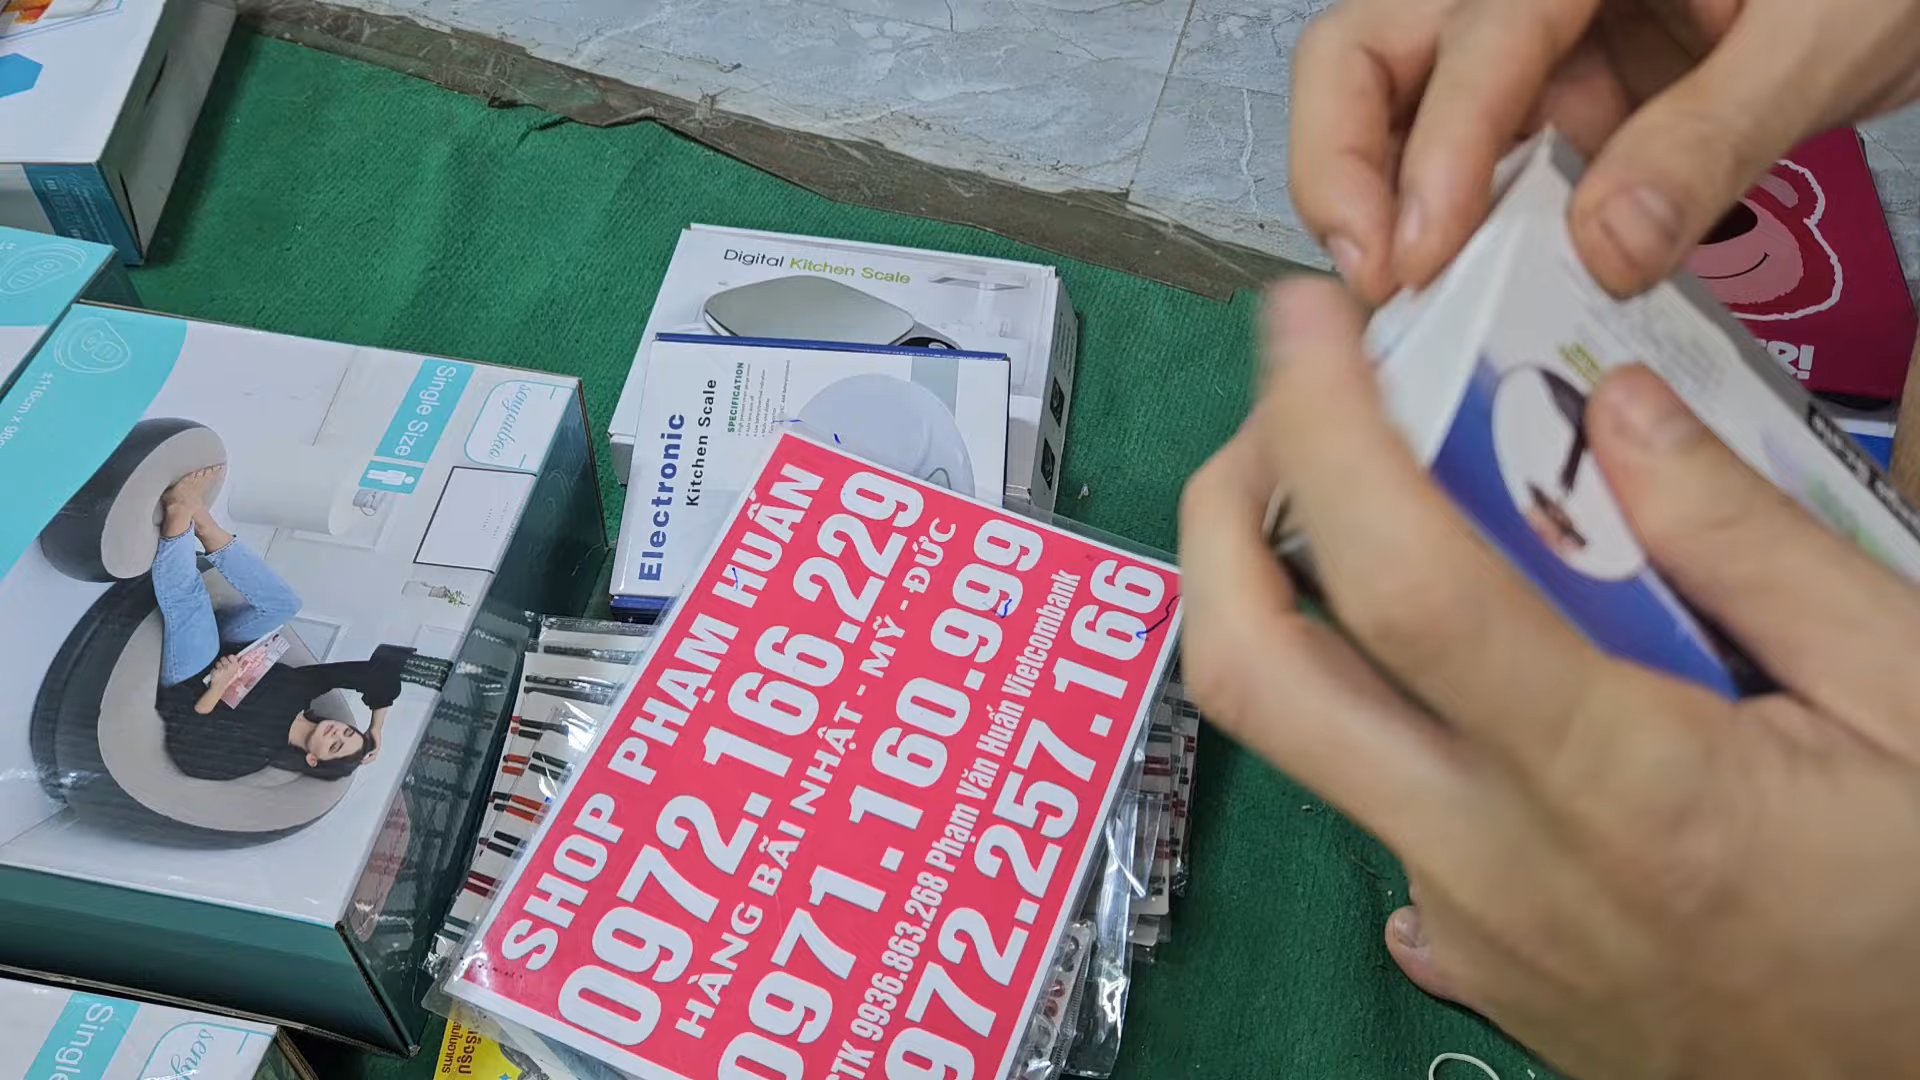 Digital Kitchen Scale
Electronic
Kitchen Scale
SPECIFICATION
SHOP PHẠM HUẤN
0972.166.229
HÀNG BÃI NHẬT - MỸ - ĐỨC
0971.160.999
STK 9936.863.268 Phạm Văn Huấn Vietcombank
972.257.166
Single Size